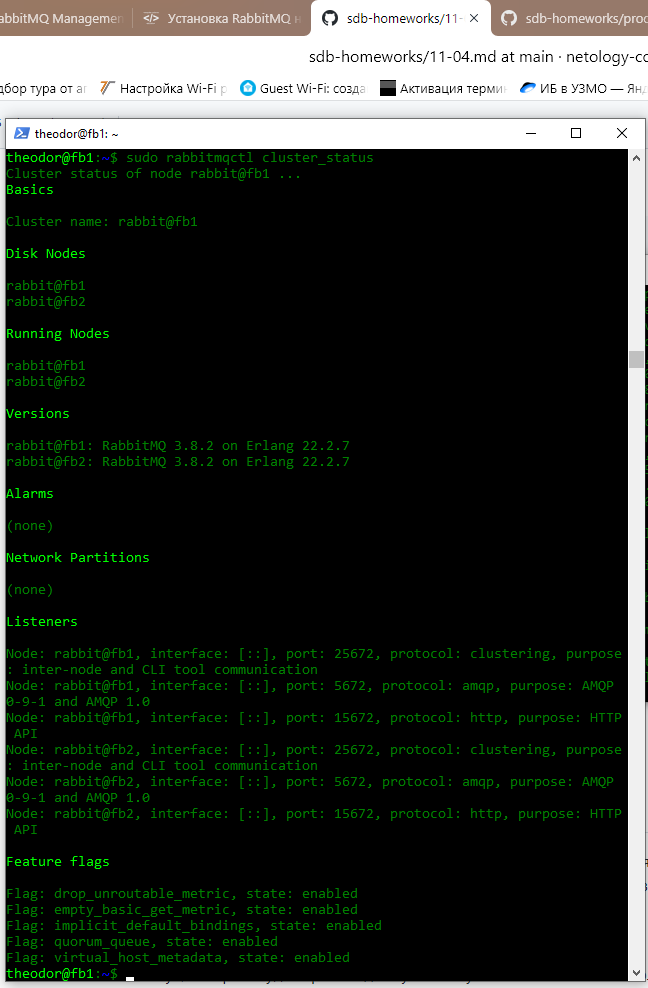 abbitMQ Managemen
Установка RabbitMQ н
sdb-homeworks/11-
sdb-homeworks/proc
sdb-homeworks/11-04.md at main · netology-co
дбор тура от аг
Настройка Wi-Fi р
Guest Wi-Fi: созда
Активация термин
ИБ в УЗМО — Янд
theodor@fb1: ~
theodor@fb1:~$ sudo rabbitmqctl cluster_status
Cluster status of node rabbit@fb1 ...
Basics
Cluster name: rabbit@fb1
Disk Nodes
rabbit@fb1
rabbit@fb2
Running Nodes
rabbit@fb1
rabbit@fb2
Versions
rabbit@fb1: RabbitMQ 3.8.2 on Erlang 22.2.7
rabbit@fb2: RabbitMQ 3.8.2 on Erlang 22.2.7
Alarms
(none)
Network Partitions
(none)
Listeners
Node: rabbit@fb1, interface: [::], port: 25672, protocol: clustering, purpose
: inter-node and CLI tool communication
Node: rabbit@fb1, interface: [::], port: 5672, protocol: amqp, purpose: AMQP
0-9-1 and AMQP 1.0
Node: rabbit@fb1, interface: [::], port: 15672, protocol: http, purpose: HTTP
API
Node: rabbit@fb2, interface: [::], port: 25672, protocol: clustering, purpose
: inter-node and CLI tool communication
Node: rabbit@fb2, interface: [::], port: 5672, protocol: amqp, purpose: AMQP
0-9-1 and AMQP 1.0
Node: rabbit@fb2, interface: [::], port: 15672, protocol: http, purpose: HTTP
API
Feature flags
Flag: drop_unroutable_metric, state: enabled
Flag: empty_basic_get_metric, state: enabled
Flag: implicit_default_bindings, state: enabled
Flag: quorum_queue, state: enabled
Flag: virtual_host_metadata, state: enabled
theodor@fb1:~$